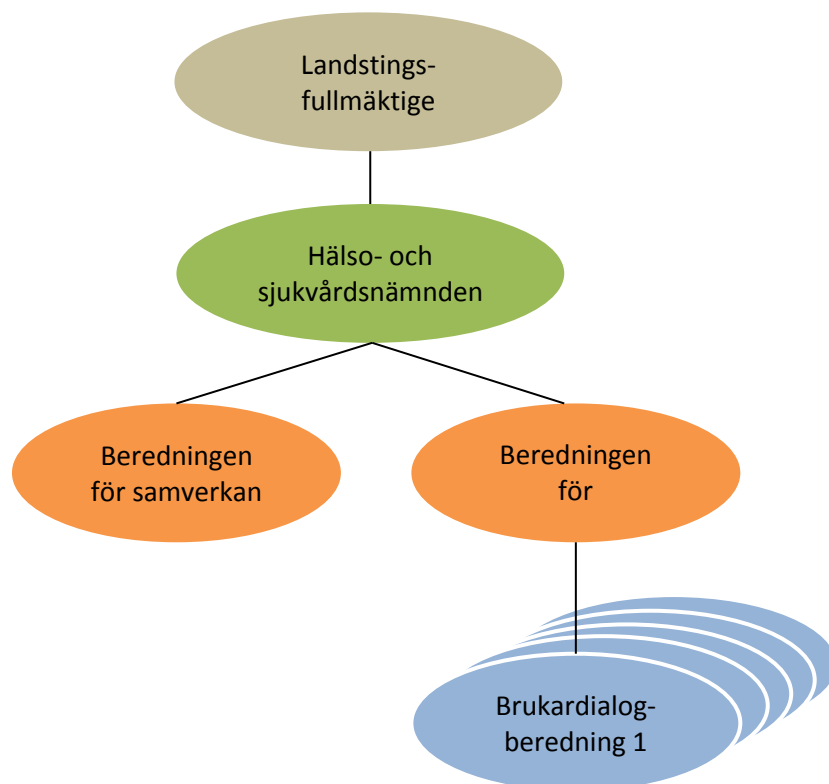 Landstings-
fullmäktige
Hälso- och
sjukvårdsnämnden
Beredningen
för samverkan
Beredningen
för
Brukardialog-
beredning 1